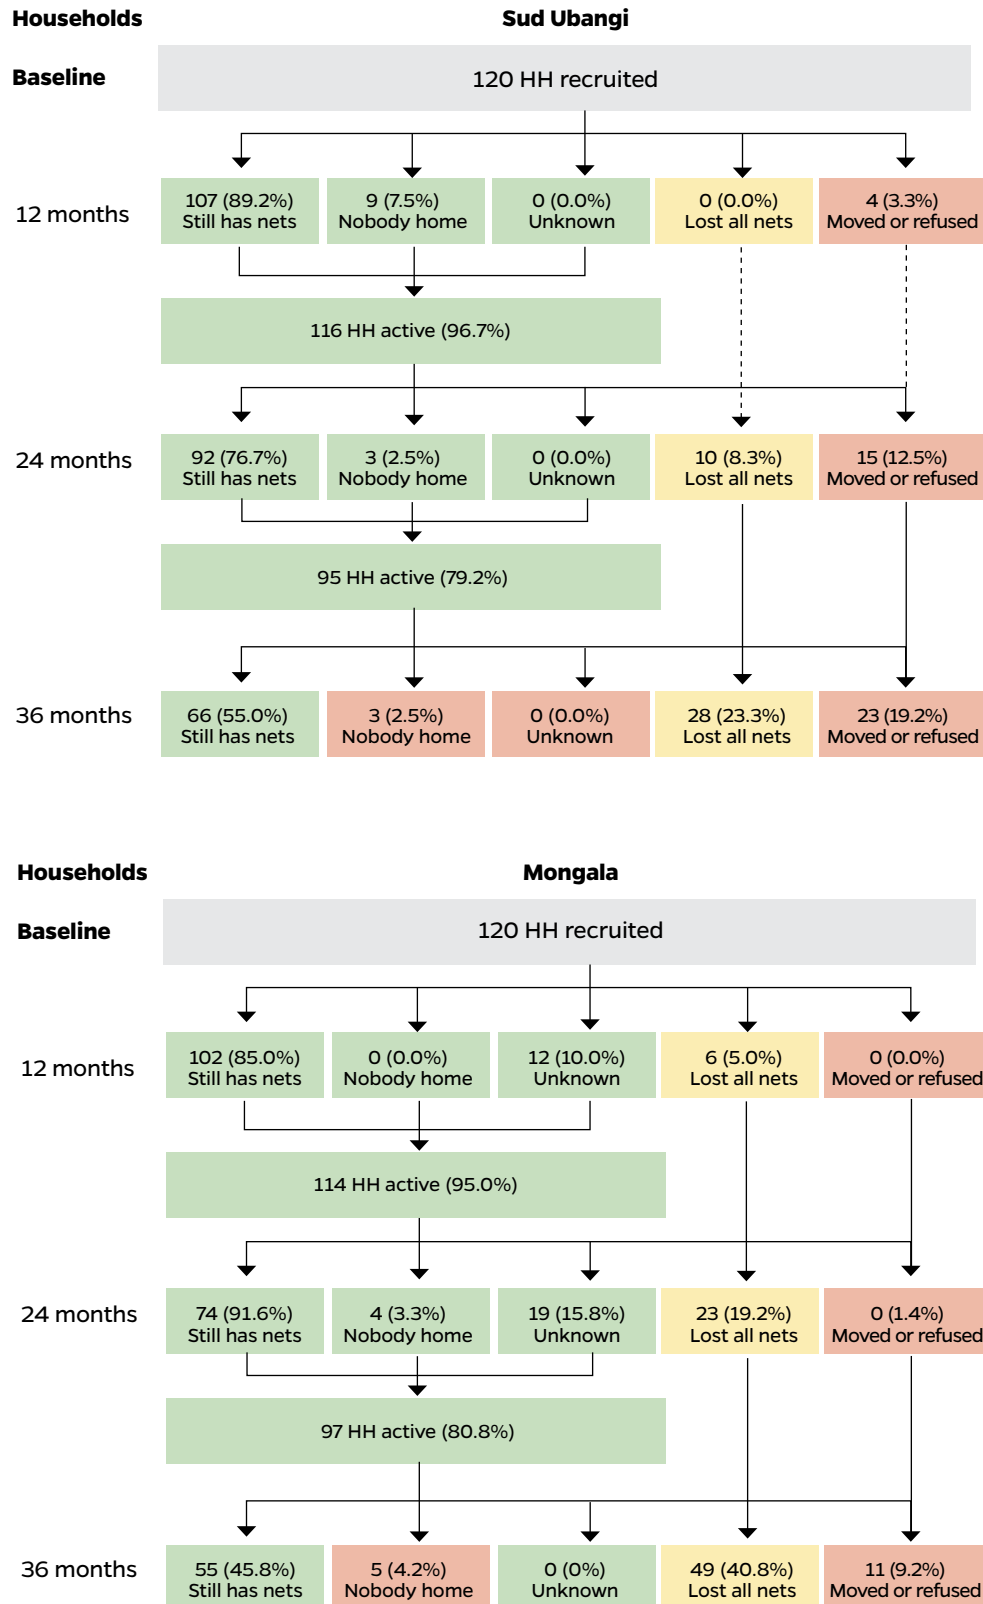 Households
Sud Ubangi
Baseline
120 HH recruited
12 months
107 (89.2%)
Still has nets
9 (7.5%)
Nobody home
0 (0.0%)
Unknown
0 (0.0%)
Lost all nets
4 (3.3%)
Moved or refused
116 HH active (96.7%)
24 months
92 (76.7%)
Still has nets
3 (2.5%)
Nobody home
0 (0.0%)
Unknown
10 (8.3%)
Lost all nets
15 (12.5%)
Moved or refused
95 HH active (79.2%)
36 months
66 (55.0%)
Still has nets
3 (2.5%)
Nobody home
0 (0.0%)
Unknown
28 (23.3%)
Lost all nets
23 (19.2%)
Moved or refused
Households
Mongala
Baseline
120 HH recruited
12 months
102 (85.0%)
Still has nets
0 (0.0%)
Nobody home
12 (10.0%)
Unknown
6 (5.0%)
Lost all nets
0 (0.0%)
Moved or refused
114 HH active (95.0%)
24 months
74 (91.6%)
Still has nets
4 (3.3%)
Nobody home
19 (15.8%)
Unknown
23 (19.2%)
Lost all nets
0 (1.4%)
Moved or refused
97 HH active (80.8%)
36 months
55 (45.8%)
Still has nets
5 (4.2%)
Nobody home
0 (0%)
Unknown
49 (40.8%)
Lost all nets
11 (9.2%)
Moved or refused